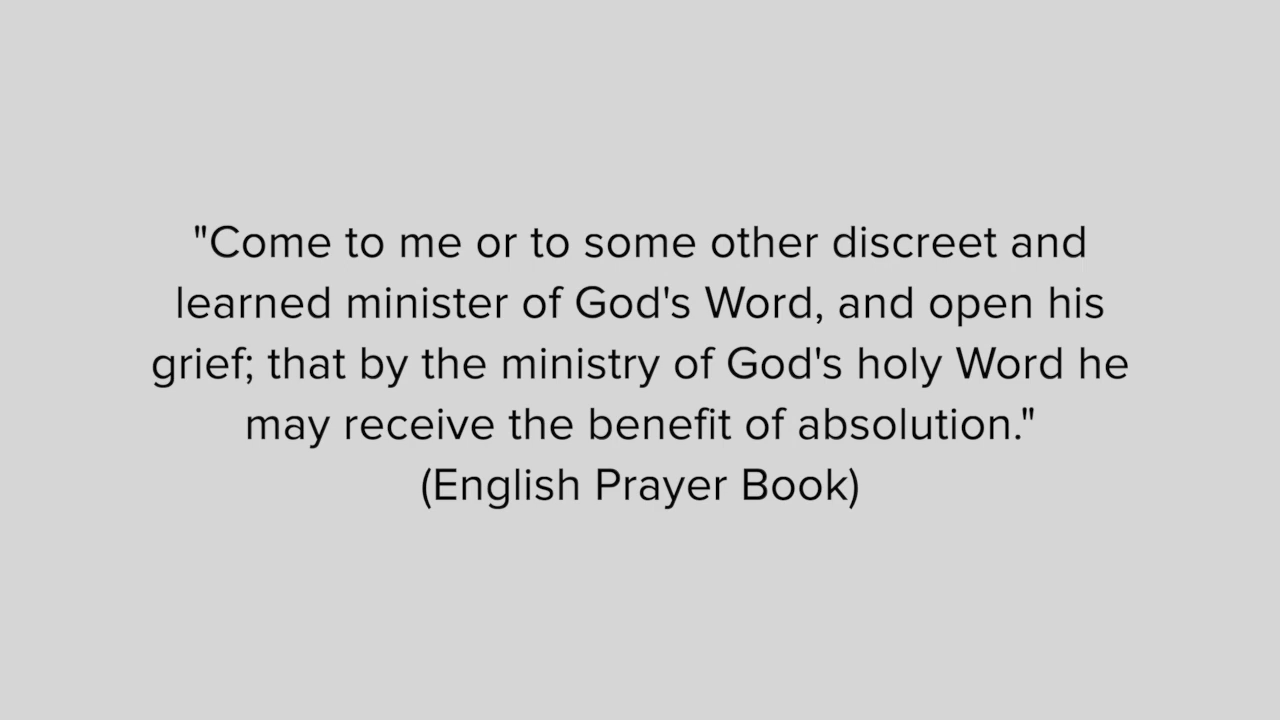 "Come to me or to some other discreet and
learned minister of God's Word, and open his
grief; that by the ministry of God's holy Word he
may receive the benefit of absolution."
(English Prayer Book)